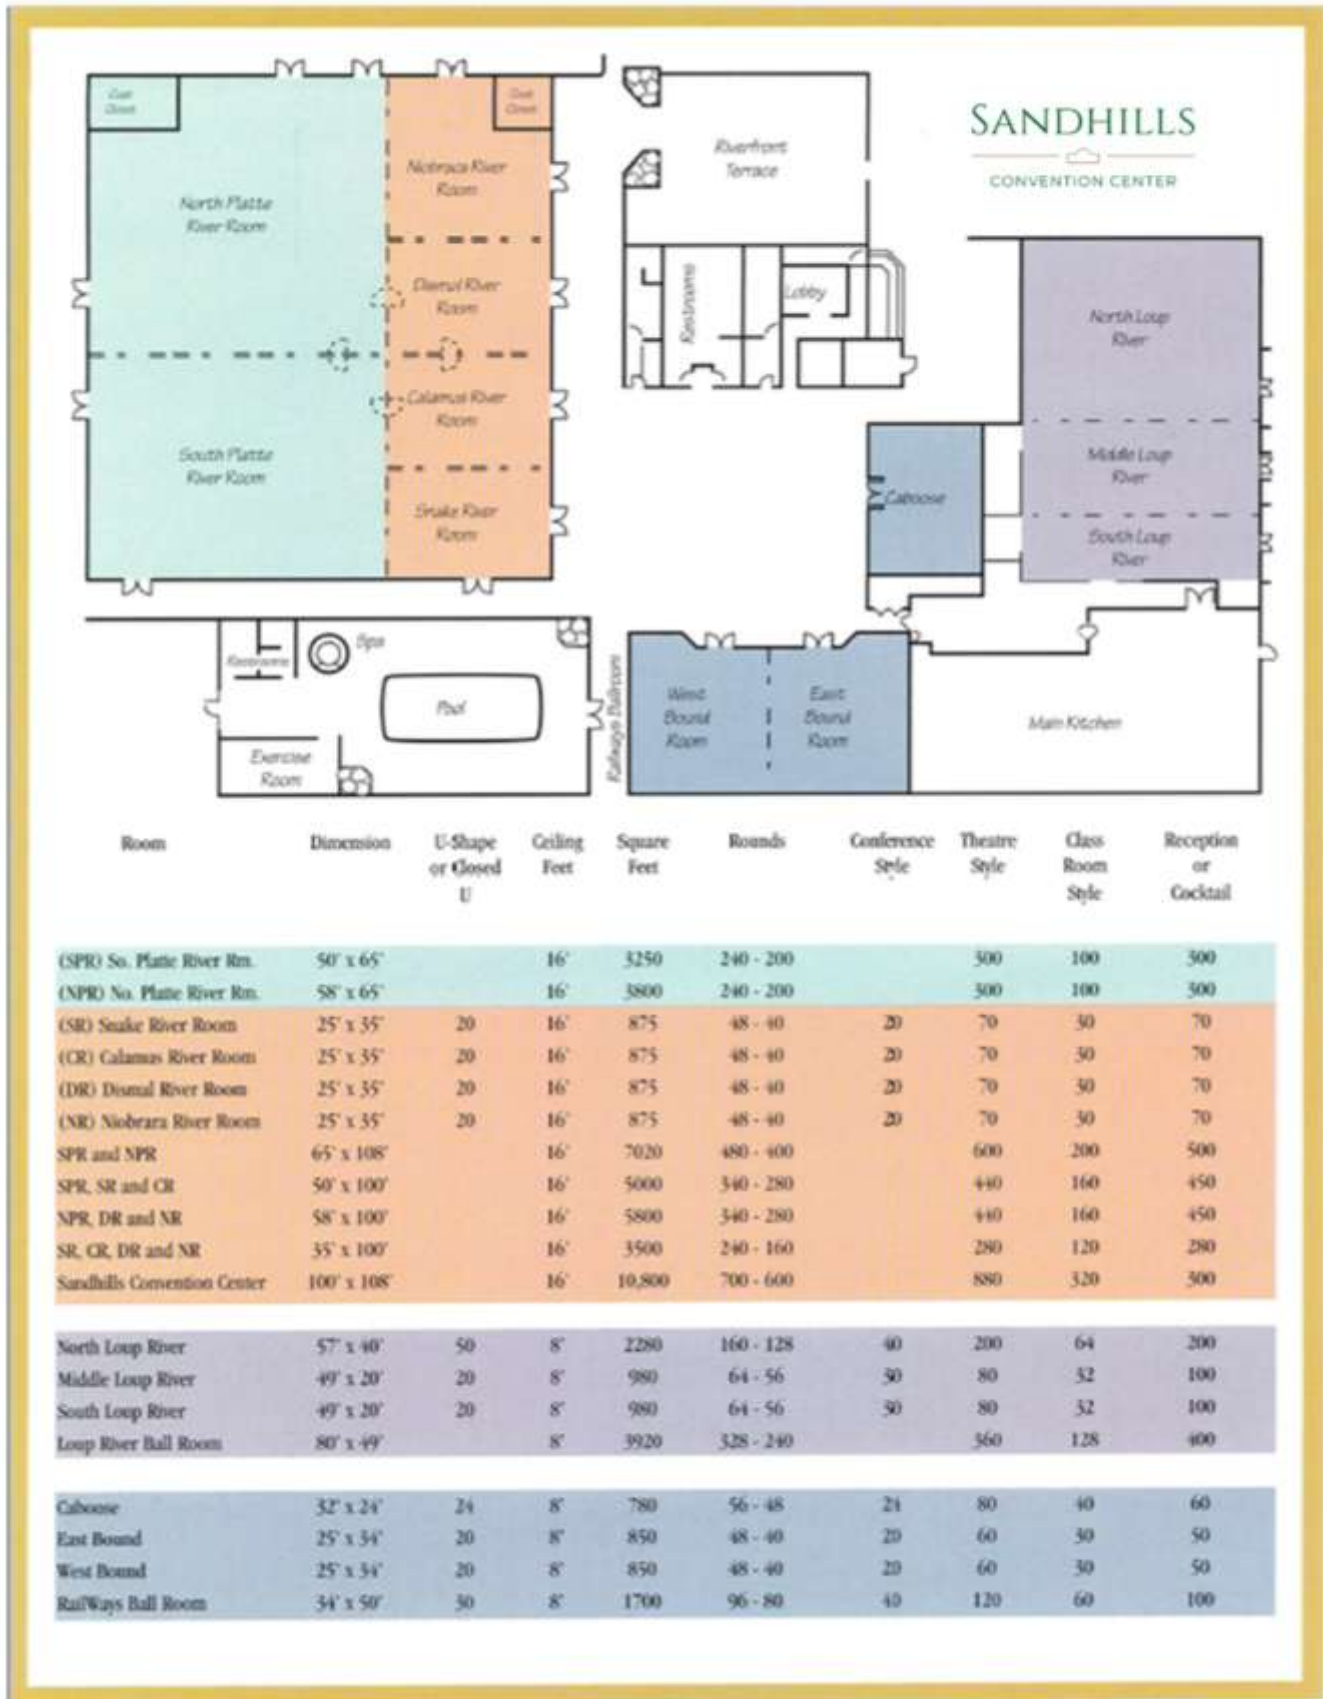 SANDHILLS
CONVENTION CENTER
Coat
Closet
Coat
Closet
North Platte
River Room
Niobrara River
Room
Dismal River
Room
Calamus River
Room
South Platte
River Room
Snake River
Room
Riverfront
Terrace
Restrooms
Lobby
North Loup
River
Middle Loup
River
South Loup
River
Caboose
Restrooms
Spa
Pool
Exercise
Room
Railways Ballroom
West
Bound
Room
East
Bound
Room
Main Kitchen
Room Dimension U-Shape or Closed U Ceiling Feet Square Feet Rounds Conference Style Theatre Style Class Room Style Reception or Cocktail
(SPR) So. Platte River Rm. 50' x 65' 16' 3250 240 - 200 300 100 300
(NPR) No. Platte River Rm. 58' x 65' 16' 3800 240 - 200 300 100 300
(SR) Snake River Room 25' x 35' 20 16' 875 48 - 40 20 70 30 70
(CR) Calamus River Room 25' x 35' 20 16' 875 48 - 40 20 70 30 70
(DR) Dismal River Room 25' x 35' 20 16' 875 48 - 40 20 70 30 70
(NR) Niobrara River Room 25' x 35' 20 16' 875 48 - 40 20 70 30 70
SPR and NPR 65' x 108' 16' 7020 480 - 400 600 200 500
SPR, SR and CR 50' x 100' 16' 5000 340 - 280 440 160 450
NPR, DR and NR 58' x 100' 16' 5800 340 - 280 440 160 450
SR, CR, DR and NR 35' x 100' 16' 3500 240 - 160 280 120 280
Sandhills Convention Center 100' x 108' 16' 10,800 700 - 600 880 320 300
North Loup River 57' x 40' 50 8' 2280 160 - 128 40 200 64 200
Middle Loup River 49' x 20' 20 8' 980 64 - 56 30 80 32 100
South Loup River 49' x 20' 20 8' 980 64 - 56 30 80 32 100
Loup River Ball Room 80' x 49' 8' 3920 328 - 240 360 128 400
Caboose 32' x 24' 24 8' 780 56 - 48 24 80 40 60
East Bound 25' x 34' 20 8' 850 48 - 40 20 60 30 50
West Bound 25' x 34' 20 8' 850 48 - 40 20 60 30 50
RailWays Ball Room 34' x 50' 30 8' 1700 96 - 80 40 120 60 100